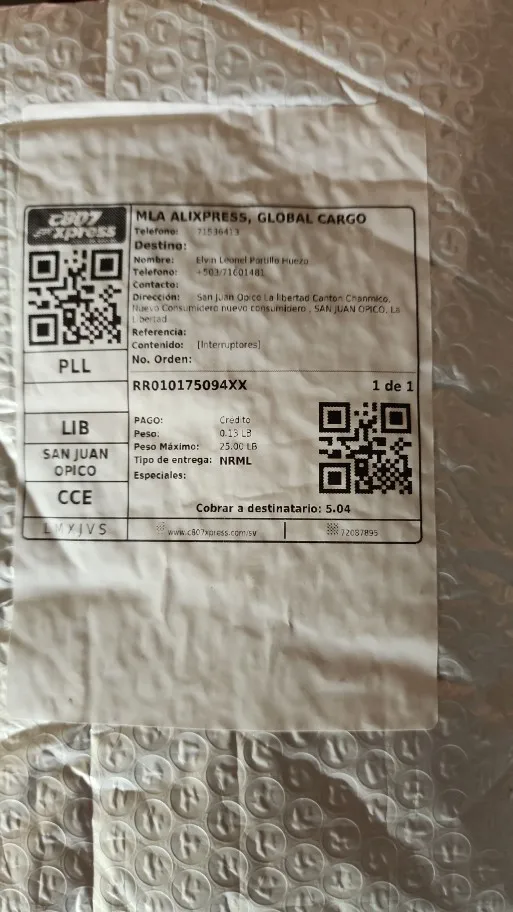 c807
xpress
PLL
LIB
SAN JUAN
OPICO
CCE
L M X J V S
MLA ALIXPRESS, GLOBAL CARGO
Telefono: 71536413
Destino:
Nombre: Elvin Leonel Portillo Huezo
Telefono: +503/71601481
Contacto:
Dirección: San Juan Opico La libertad Canton Chanmico,
Nuevo Consumidero nuevo consumidero , SAN JUAN OPICO, La
Libertad
Referencia:
Contenido: [Interruptores]
No. Orden:
RR010175094XX 1 de 1
PAGO: Credito
Peso: 0.13 LB
Peso Máximo: 25.00 LB
Tipo de entrega: NRML
Especiales:
Cobrar a destinatario: 5.04
www.c807xpress.com/sv 72087895